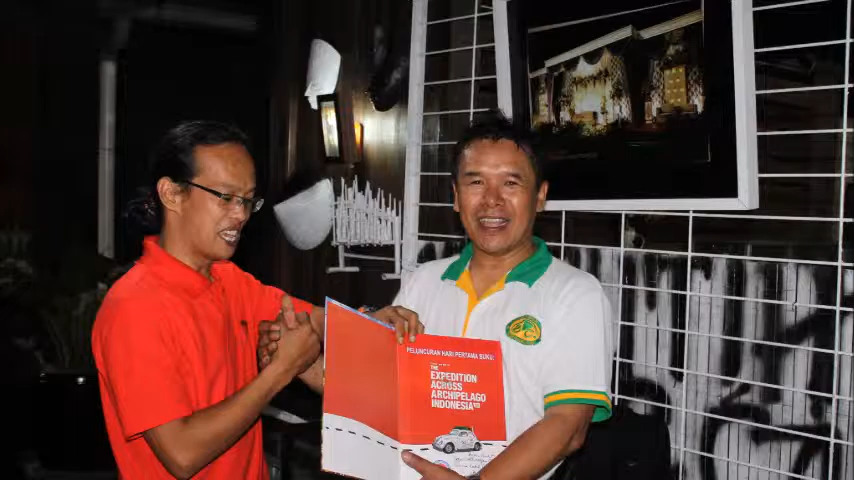 PELUNCURAN HARI PERTAMA BUKU:
THE
EXPEDITION
ACROSS
ARCHIPELAGO
INDONESIA